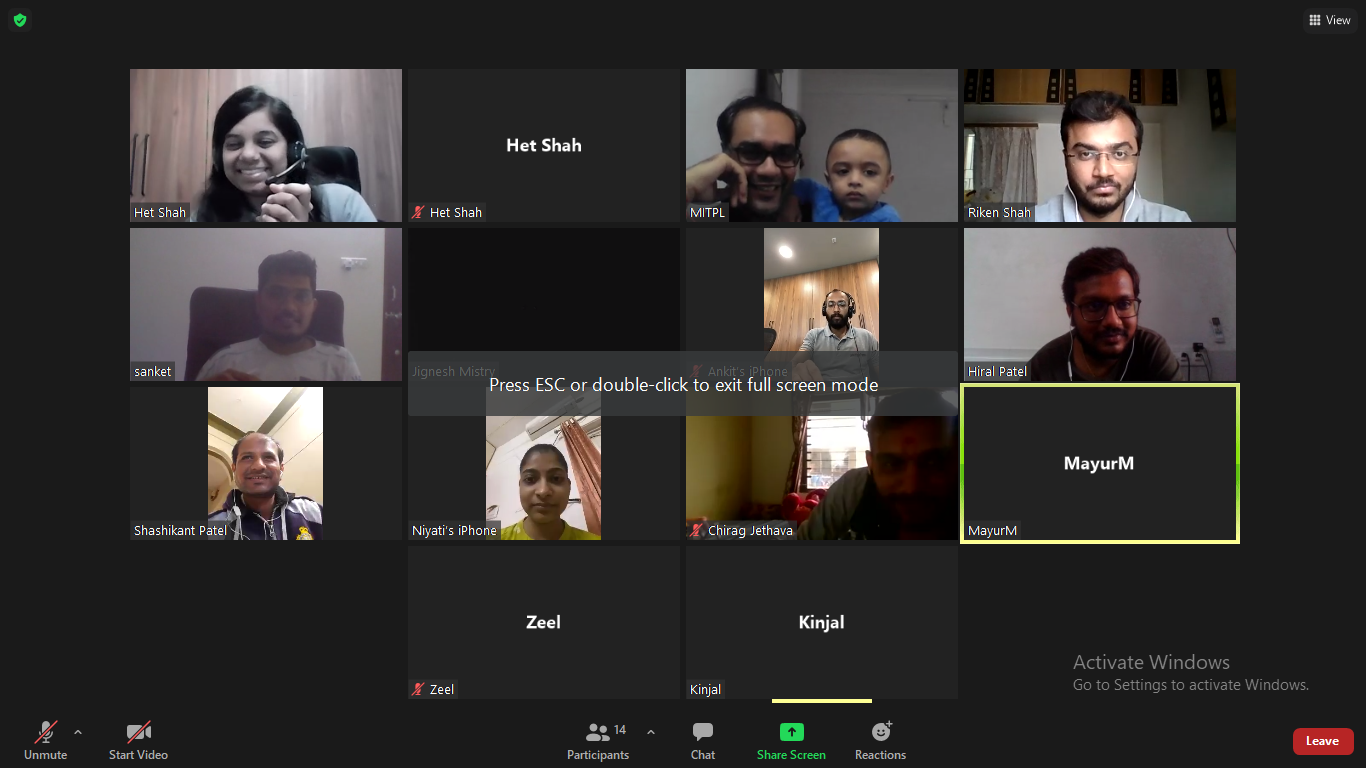 View
Het Shah
Het Shah
Het Shah
MITPL
Riken Shah
sanket
Jignesh Mistry
Ankit's iPhone
Hiral Patel
Press ESC or double-click to exit full screen mode
MayurM
Shashikant Patel
Niyati's iPhone
Chirag Jethava
MayurM
Zeel
Kinjal
Zeel
Kinjal
Activate Windows
Go to Settings to activate Windows.
Unmute
Start Video
14
Participants
Chat
Share Screen
Reactions
Leave